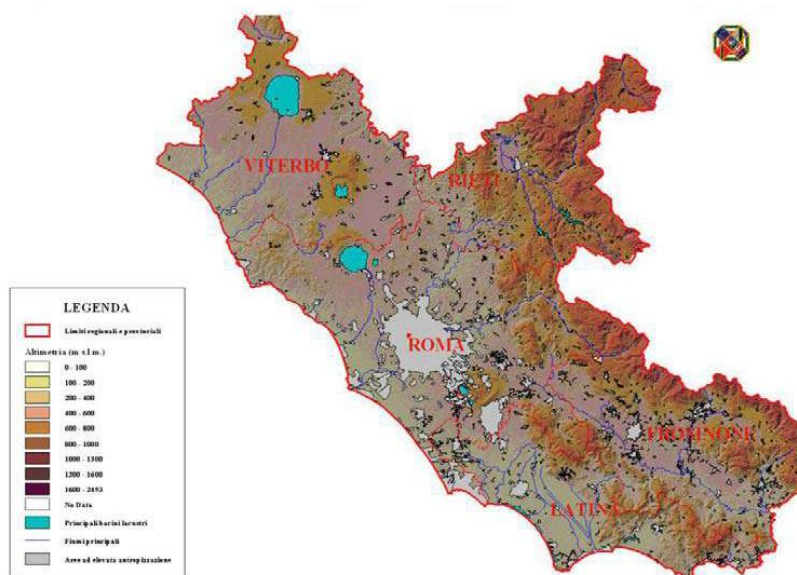 VITERBO
RIETI
ROMA
FROSINONE
LATINA
LEGENDA
Limiti regionali e provinciali
Altimetria (m s.l.m.)
0 - 100
100 - 200
200 - 400
400 - 600
600 - 800
800 - 1000
1000 - 1300
1200 - 1600
1600 - 2453
No Data
Principali bacini lacustri
Fiumi principali
Aree ad elevata antropizzazione